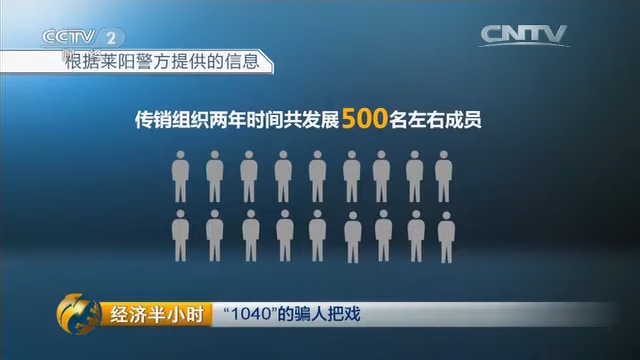 CCTV 2
CNTV
根据莱阳警方提供的信息
传销组织两年时间共发展500名左右成员
经济半小时
“1040”的骗人把戏